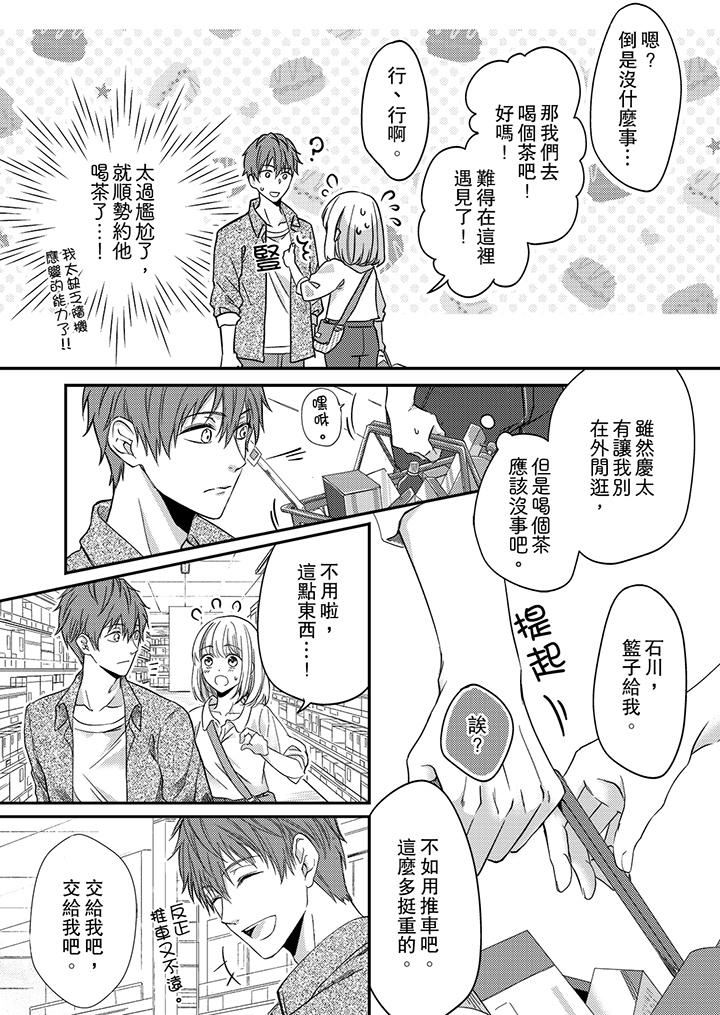 嗯？
倒是沒什麼事…
那我們去
喝個茶吧！
好嗎！
難得在這裡
遇見了！
行、行啊。
？
豎
太過尷尬了，
就順勢約他
喝茶了…！
我太缺乏隨機
應變的能力了！！
雖然慶太
有讓我別
在外閒逛，
但是喝個茶
應該沒事吧。
嘿咻。
石川，
籃子給我。
提起
誒？
不用啦，
這點東西…！
不如用推車吧。
這麼多挺重的。
反正
推車又不遠。
交給我吧，
交給我吧。